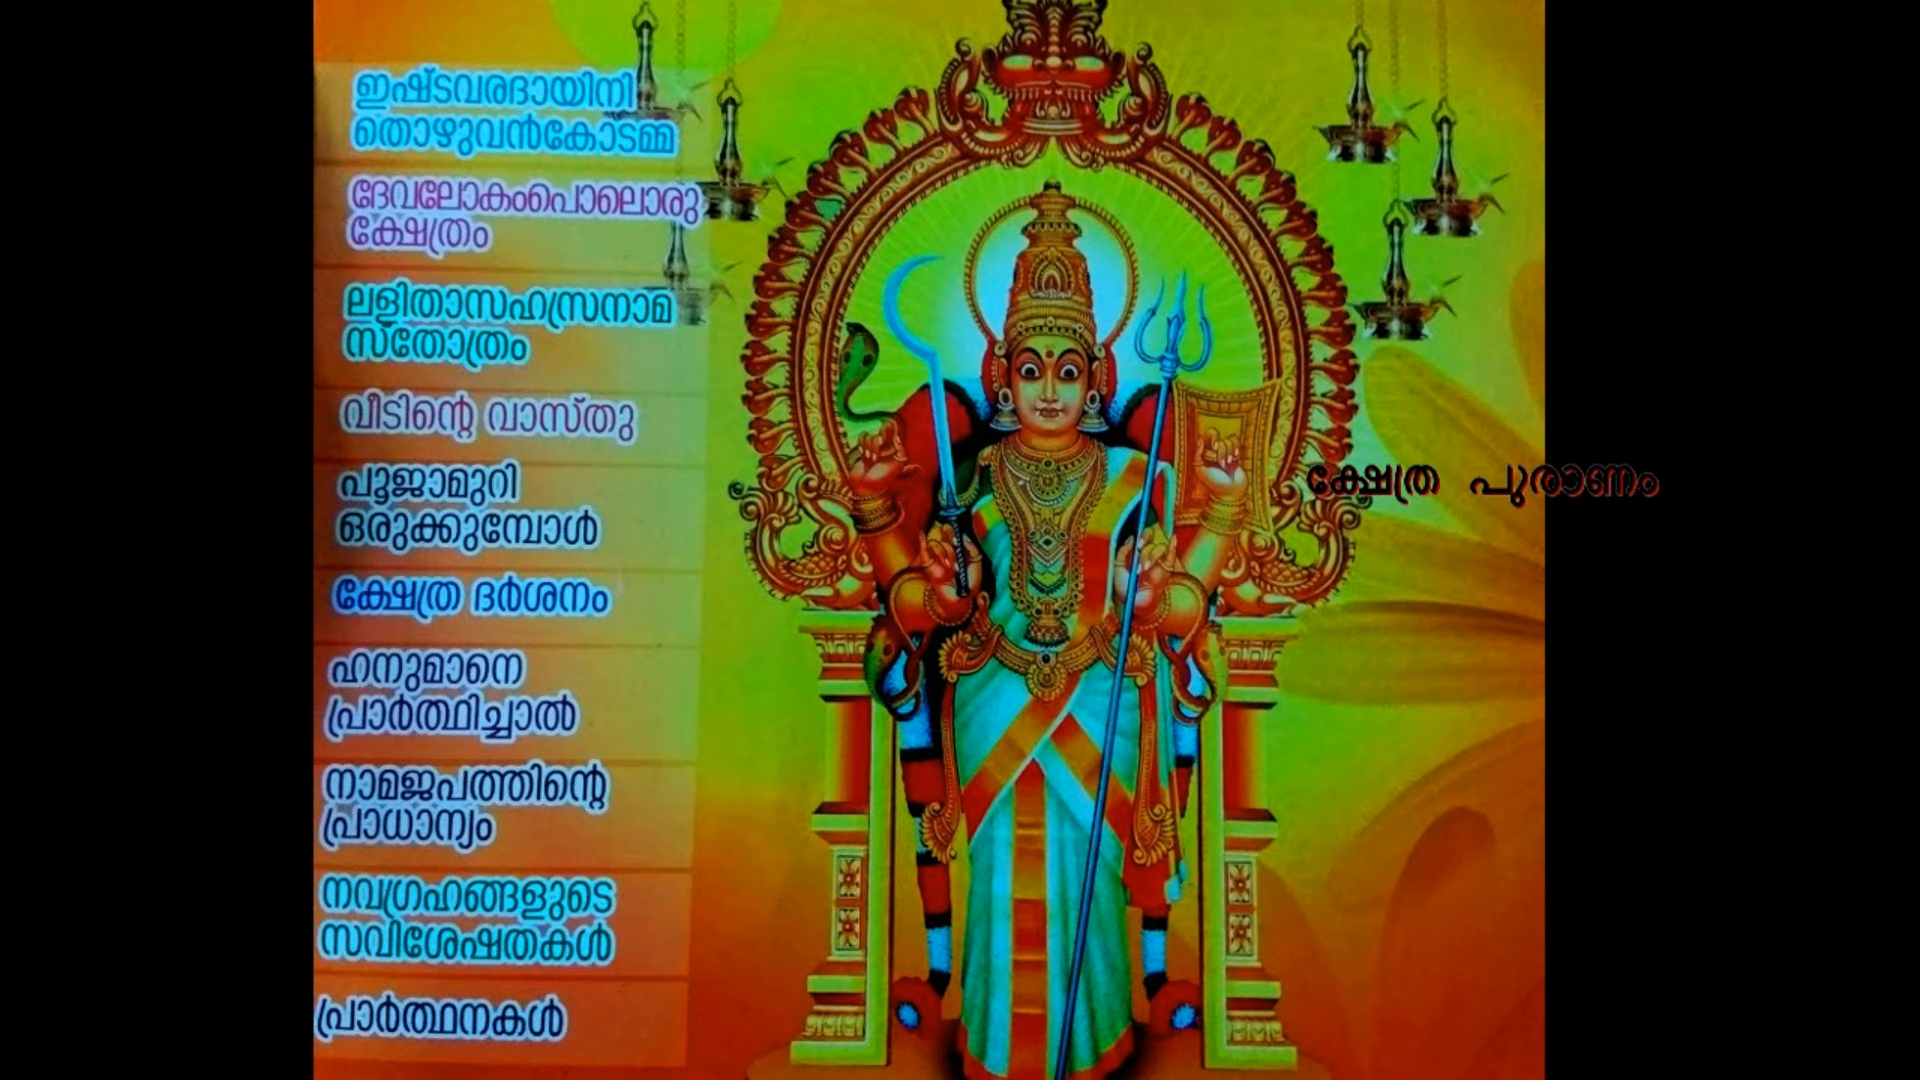 ഇഷ്ടവരദായിനി
തൊഴുവൻകോടമ്മ
ദേവലോകംപൊലൊരു
ക്ഷേത്രം
ലളിതാസഹസ്രനാമ
സ്തോത്രം
വീടിന്റെ വാസ്തു
പൂജാമുറി
ഒരുക്കുമ്പോൾ
ക്ഷേത്ര ദർശനം
ഹനുമാനെ
പ്രാർത്ഥിച്ചാൽ
നാമജപത്തിന്റെ
പ്രാധാന്യം
നവഗ്രഹങ്ങളുടെ
സവിശേഷതകൾ
പ്രാർത്ഥനകൾ
ക്ഷേത്ര പുരാണം